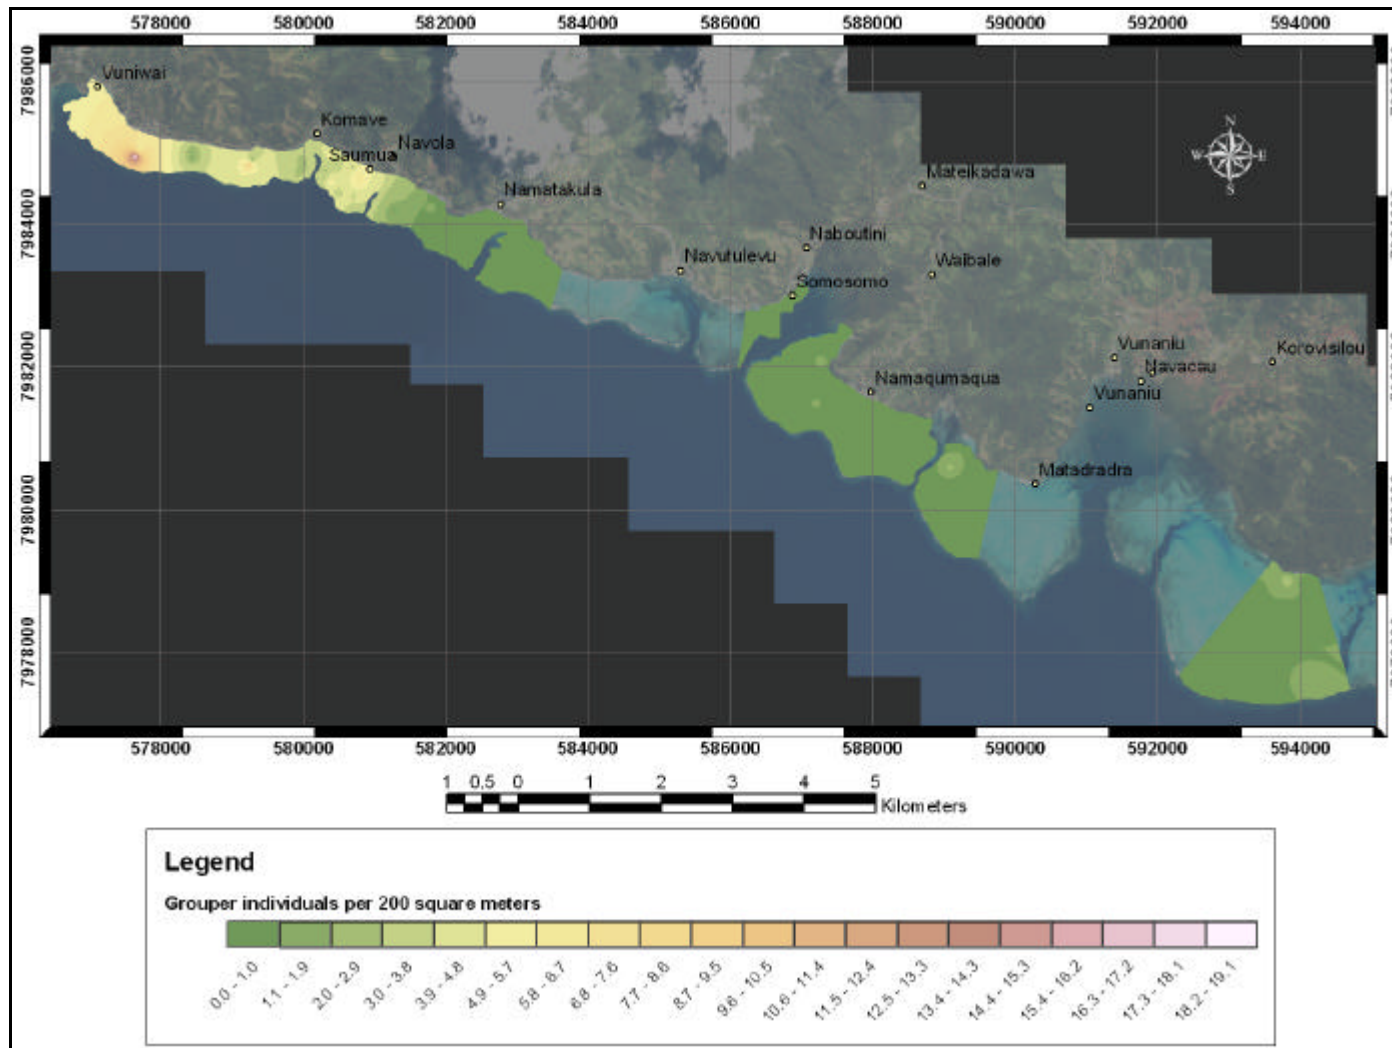 578000 580000 582000 584000 586000 588000 590000 592000 594000
7986000
7984000
7982000
7980000
7978000
Vuniwai
Komave
Navola
Saumua
Namatakula
Navutulevu
Naboutini
Somosomo
Mateikadawa
Waibale
Namaqumaqua
Vunaniu
Navacau
Korovisilou
Vunaniu
Matadradra
N
W E
S
578000 580000 582000 584000 586000 588000 590000 592000 594000
1 0.5 0 1 2 3 4 5
Kilometers
Legend
Grouper individuals per 200 square meters
0.0 - 1.0
1.1 - 1.9
2.0 - 2.9
3.0 - 3.8
3.9 - 4.8
4.9 - 5.7
5.8 - 6.7
6.8 - 7.6
7.7 - 8.6
8.7 - 9.5
9.6 - 10.5
10.6 - 11.4
11.5 - 12.4
12.5 - 13.3
13.4 - 14.3
14.4 - 15.3
15.4 - 16.2
16.3 - 17.2
17.3 - 18.1
18.2 - 19.1